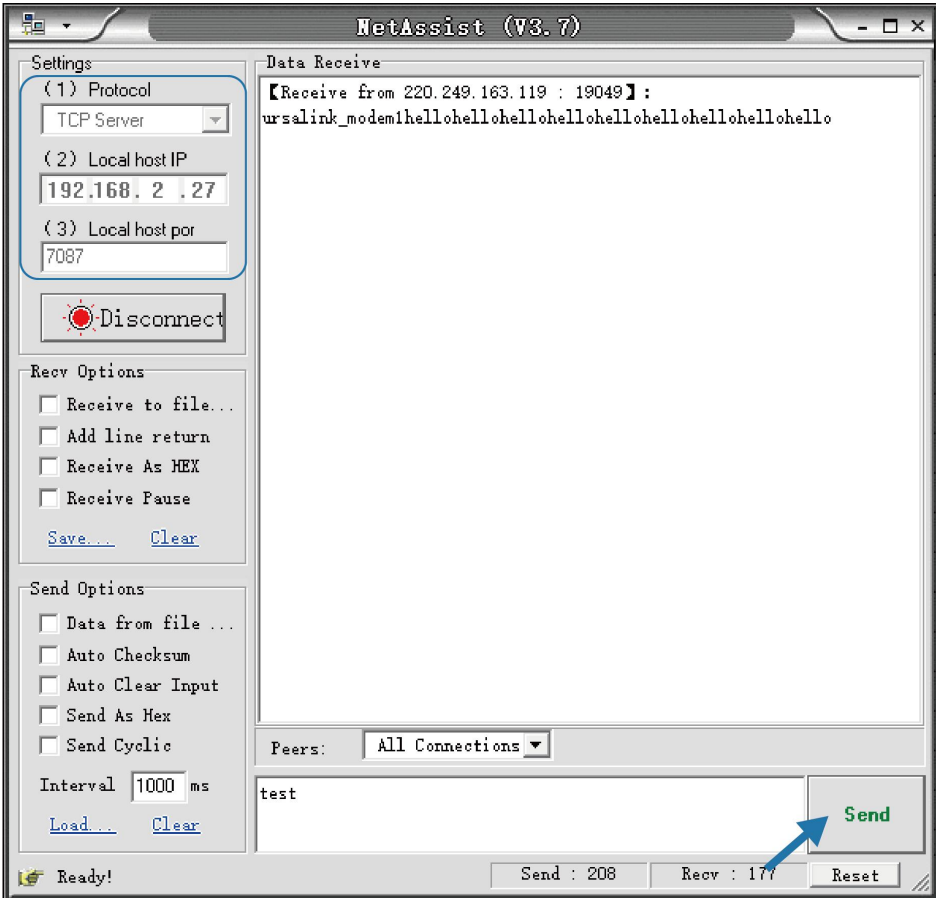 NetAssist (V3.7)
Settings
(1) Protocol
TCP Server
(2) Local host IP
192.168. 2 .27
(3) Local host por
7087
Disconnect
Recv Options
Receive to file...
Add line return
Receive As HEX
Receive Pause
Save... Clear
Send Options
Data from file ...
Auto Checksum
Auto Clear Input
Send As Hex
Send Cyclic
Interval 1000 ms
Load... Clear
Data Receive
【Receive from 220.249.163.119 : 19049】:
ursalink_modem1hellohellohellohellohellohellohellohellohello
Peers: All Connections
test
Send
Ready!
Send : 208
Recv : 177
Reset